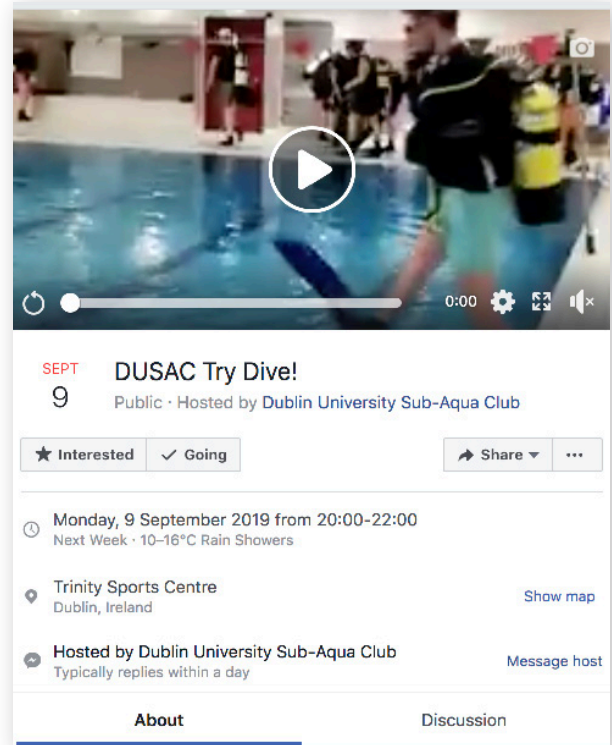 0:00
SEPT
9
DUSAC Try Dive!
Public · Hosted by Dublin University Sub-Aqua Club
Interested
Going
Share
...
Monday, 9 September 2019 from 20:00-22:00
Next Week · 10–16°C Rain Showers
Trinity Sports Centre
Dublin, Ireland
Show map
Hosted by Dublin University Sub-Aqua Club
Typically replies within a day
Message host
About
Discussion